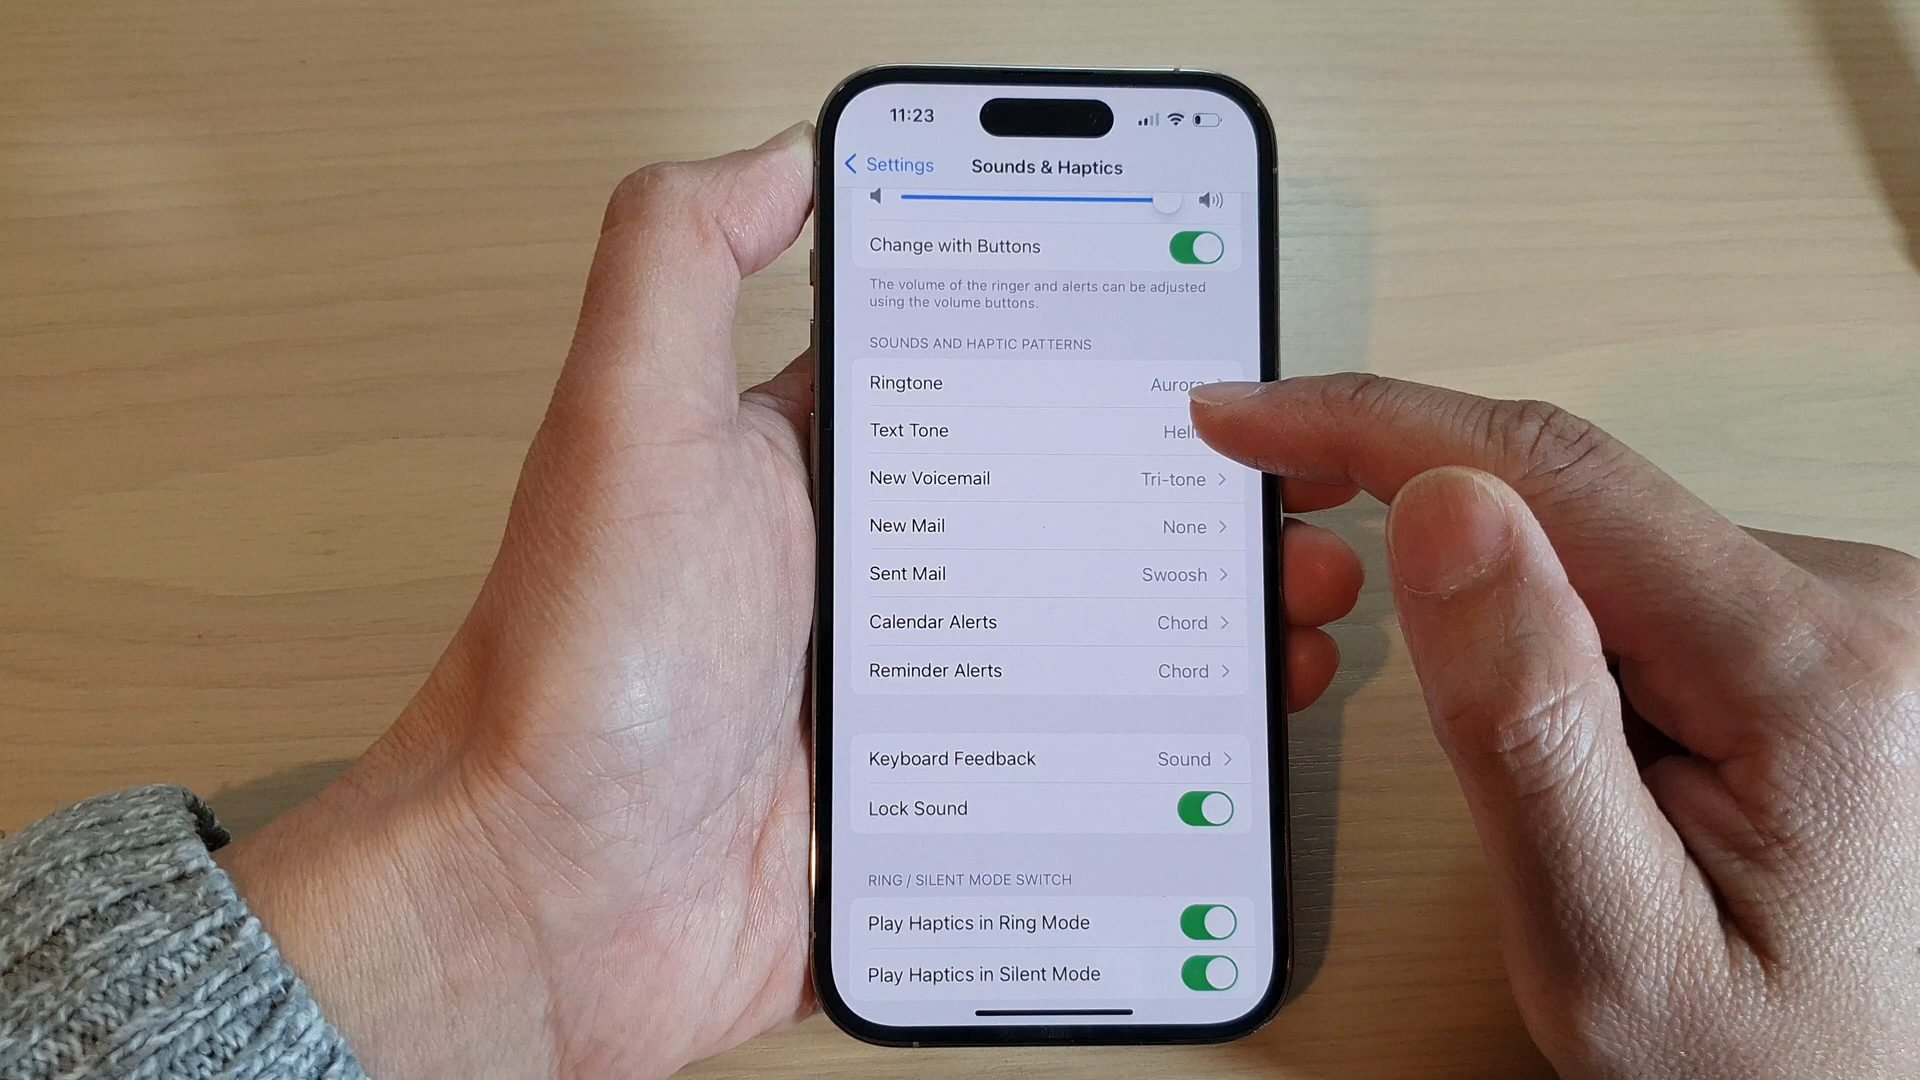 11:23
Settings
Sounds & Haptics
Change with Buttons
The volume of the ringer and alerts can be adjusted
using the volume buttons.
SOUNDS AND HAPTIC PATTERNS
Ringtone Aurora
Text Tone Hell
New Voicemail Tri-tone
New Mail None
Sent Mail Swoosh
Calendar Alerts Chord
Reminder Alerts Chord
Keyboard Feedback Sound
Lock Sound
RING / SILENT MODE SWITCH
Play Haptics in Ring Mode
Play Haptics in Silent Mode